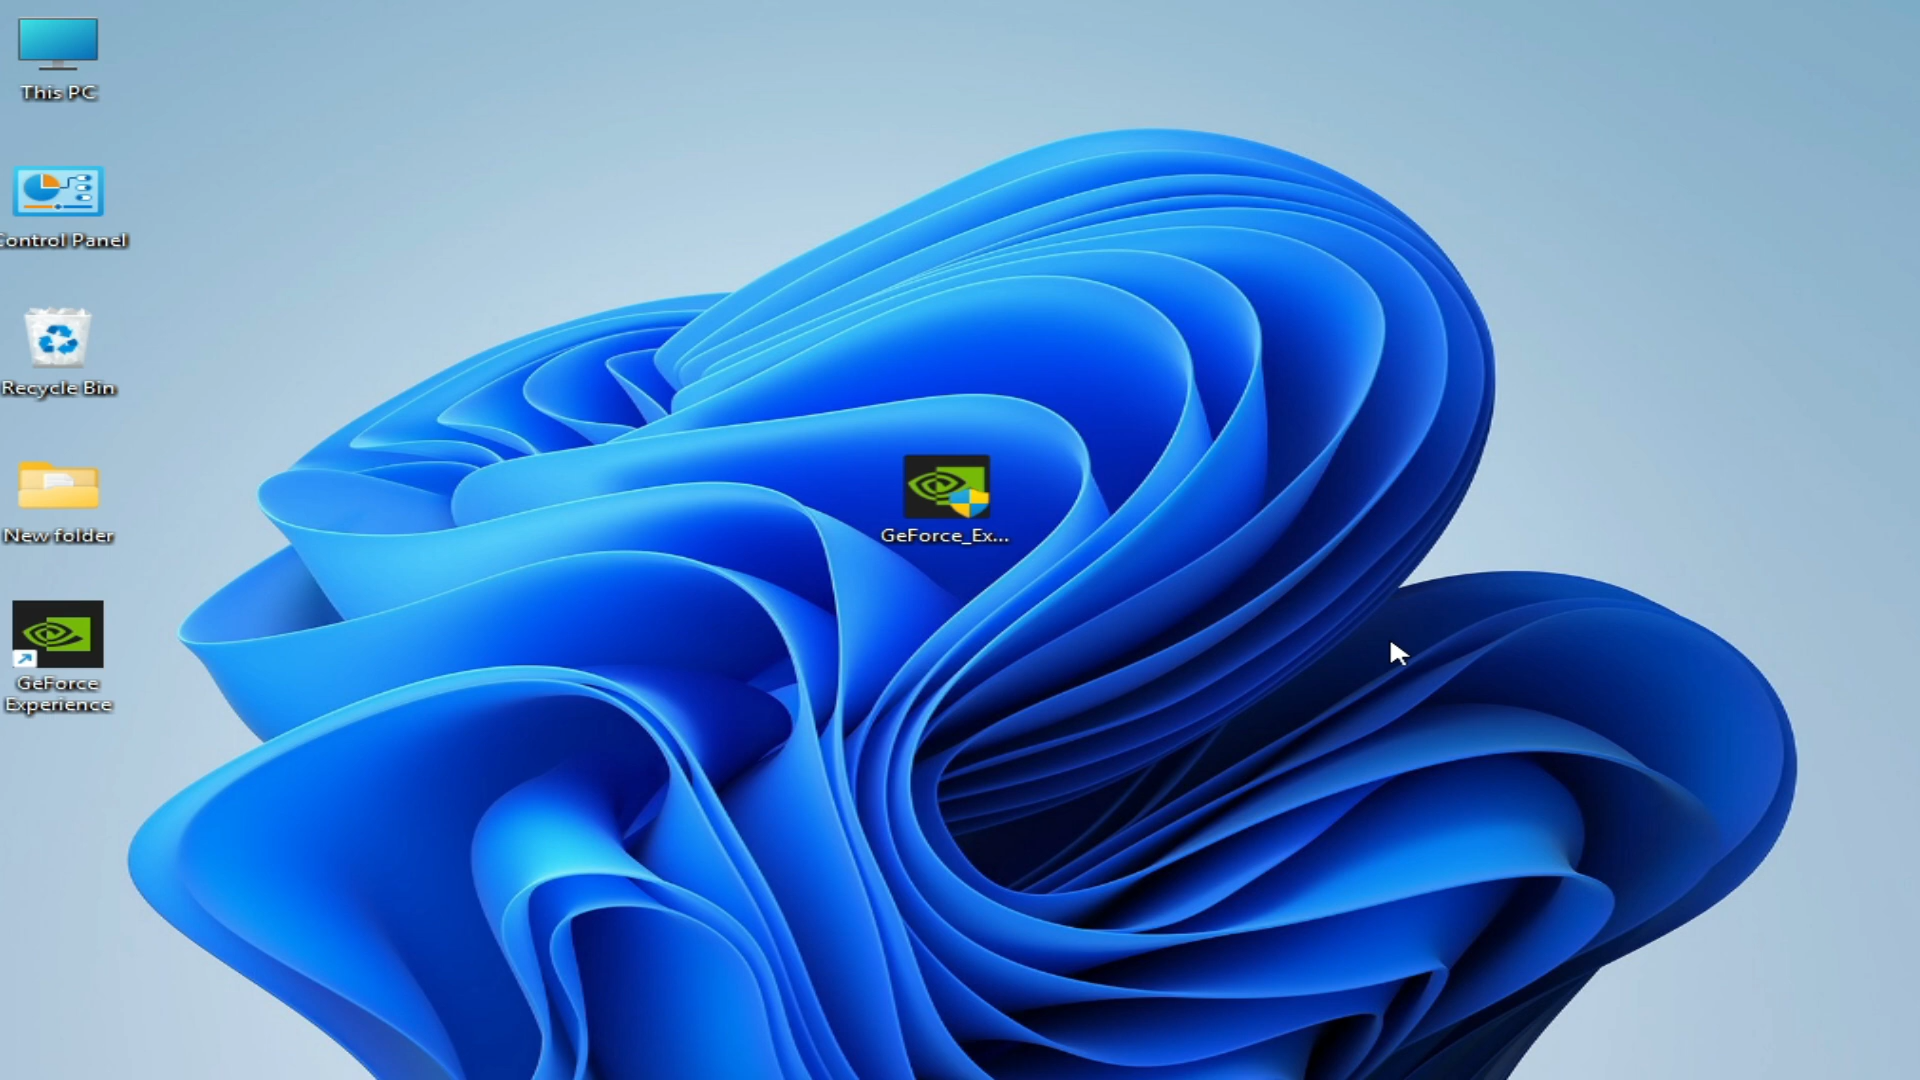 This PC
Control Panel
Recycle Bin
New folder
GeForce
Experience
GeForce_Ex...